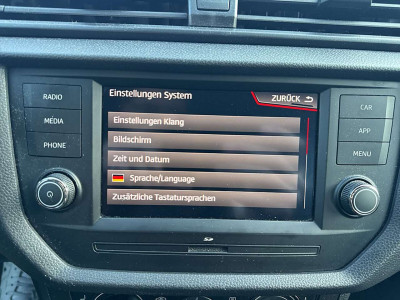 Einstellungen System
ZURÜCK
Einstellungen Klang
Bildschirm
Zeit und Datum
Sprache/Language
Zusätzliche Tastatursprachen
RADIO
MEDIA
PHONE
CAR
APP
MENU
SD